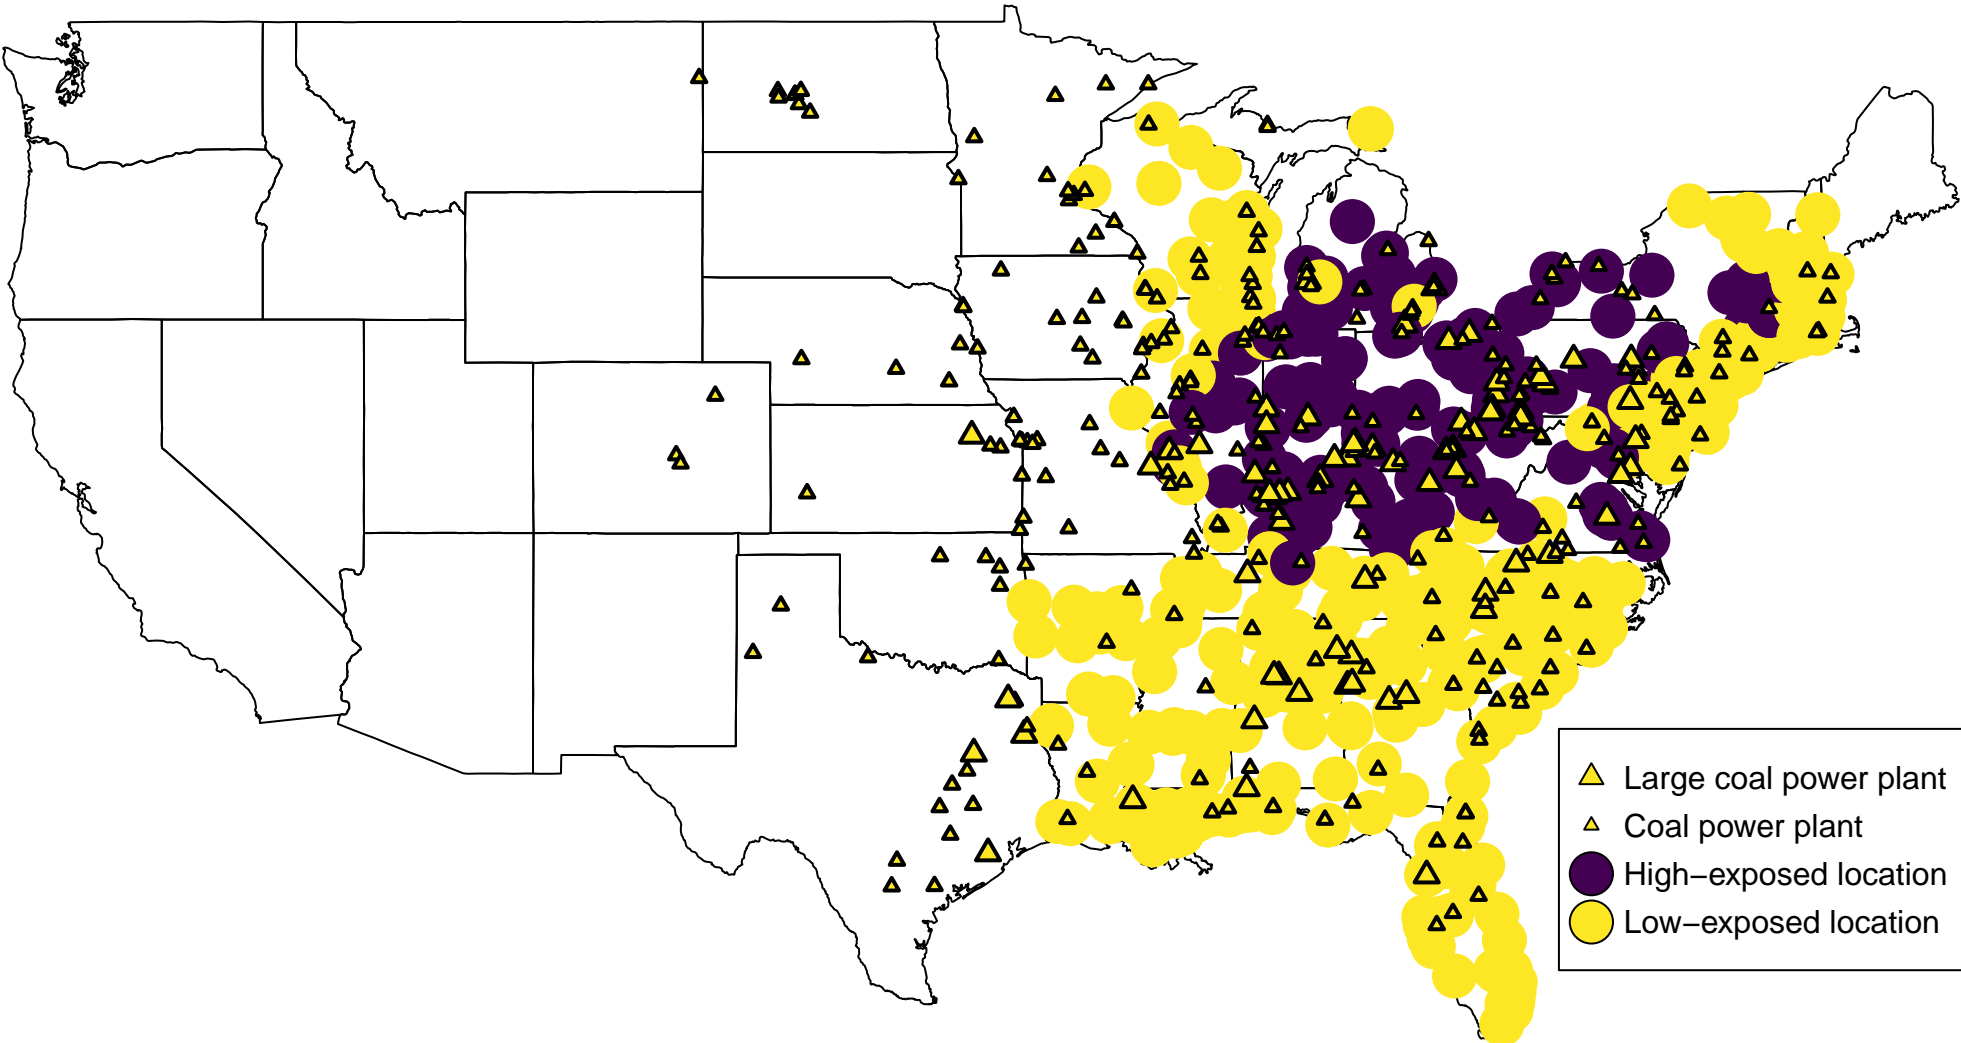 Large coal power plant
Coal power plant
High−exposed location
Low−exposed location